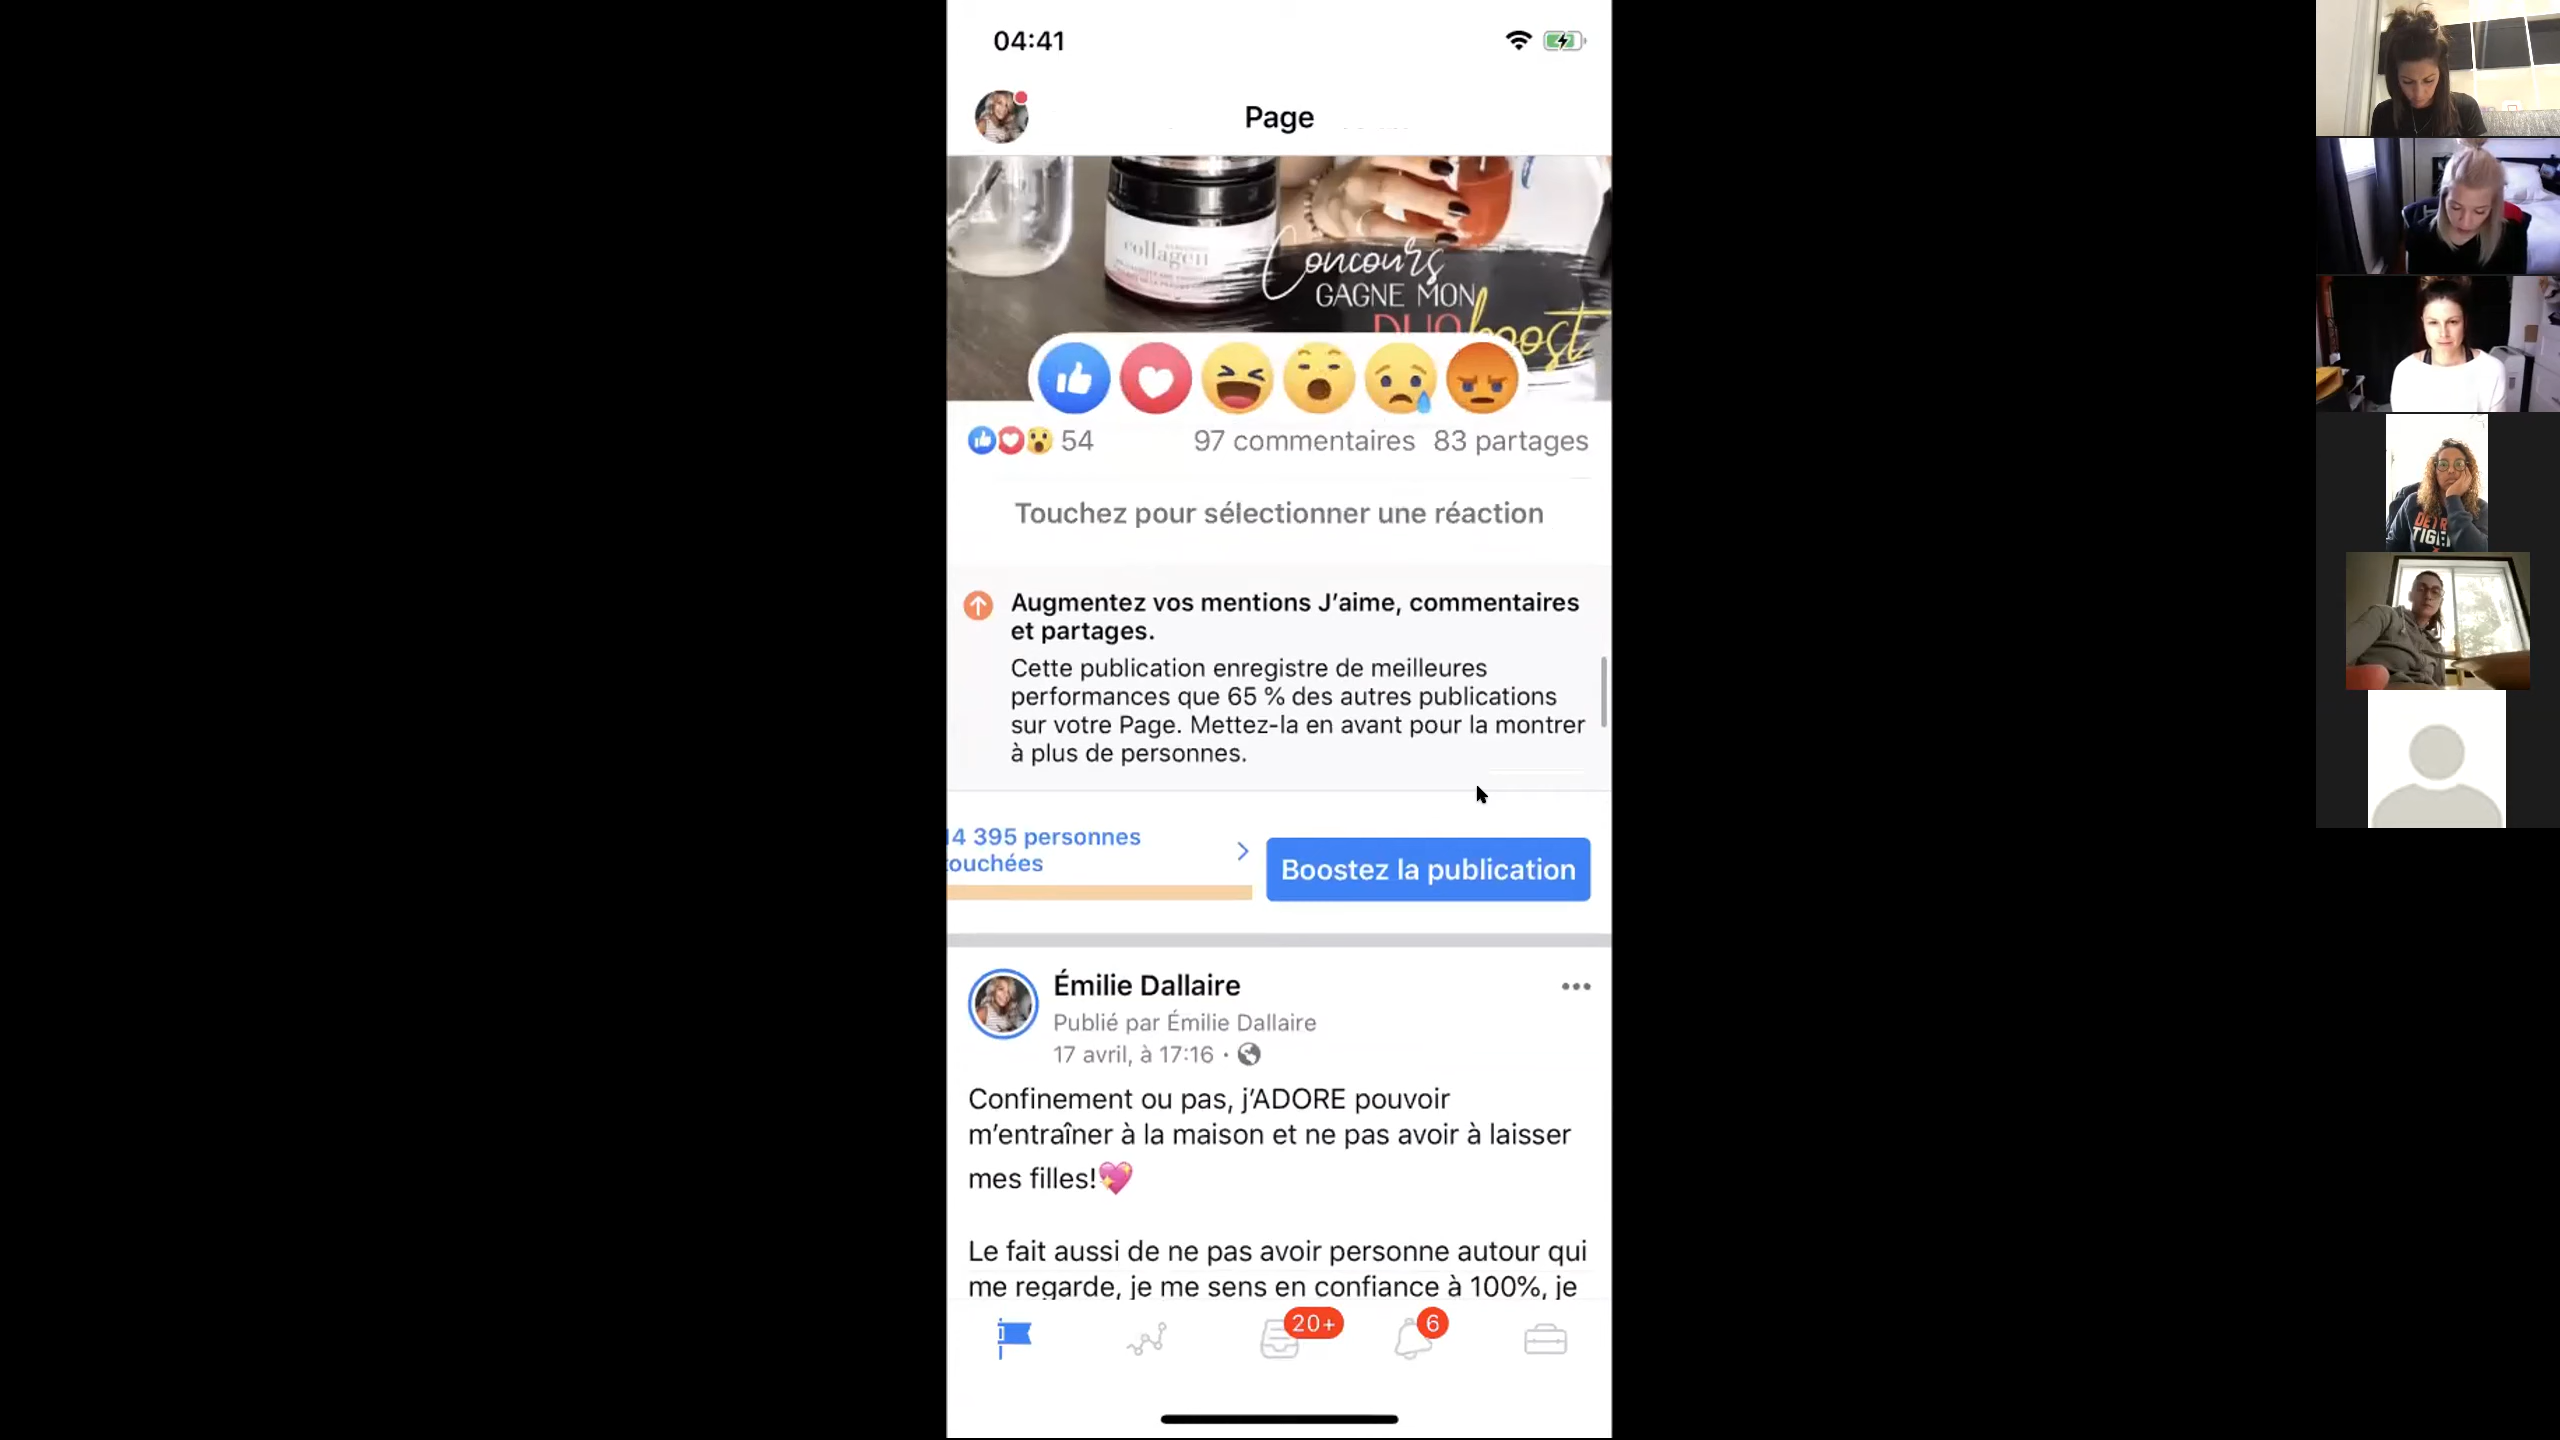 04:41
Page
collagen
Concours
GAGNE MON
DUO boost
54
97 commentaires 83 partages
Touchez pour sélectionner une réaction
Augmentez vos mentions J’aime, commentaires
et partages.
Cette publication enregistre de meilleures
performances que 65 % des autres publications
sur votre Page. Mettez-la en avant pour la montrer
à plus de personnes.
14 395 personnes
touchées
Boostez la publication
Émilie Dallaire
Publié par Émilie Dallaire
17 avril, à 17:16 ·
Confinement ou pas, j’ADORE pouvoir
m’entraîner à la maison et ne pas avoir à laisser
mes filles!💖
Le fait aussi de ne pas avoir personne autour qui
me regarde, je me sens en confiance à 100%, je
20+
6